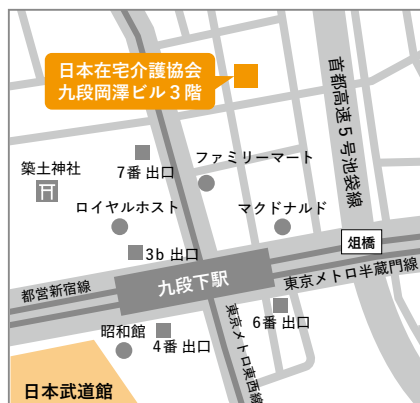 日本在宅介護協会
九段岡澤ビル3階
首都高速5号池袋線
7番 出口
ファミリーマート
築土神社
ロイヤルホスト
マクドナルド
俎橋
3b 出口
九段下駅
都営新宿線
東京メトロ半蔵門線
昭和館
4番 出口
6番 出口
東京メトロ東西線
日本武道館